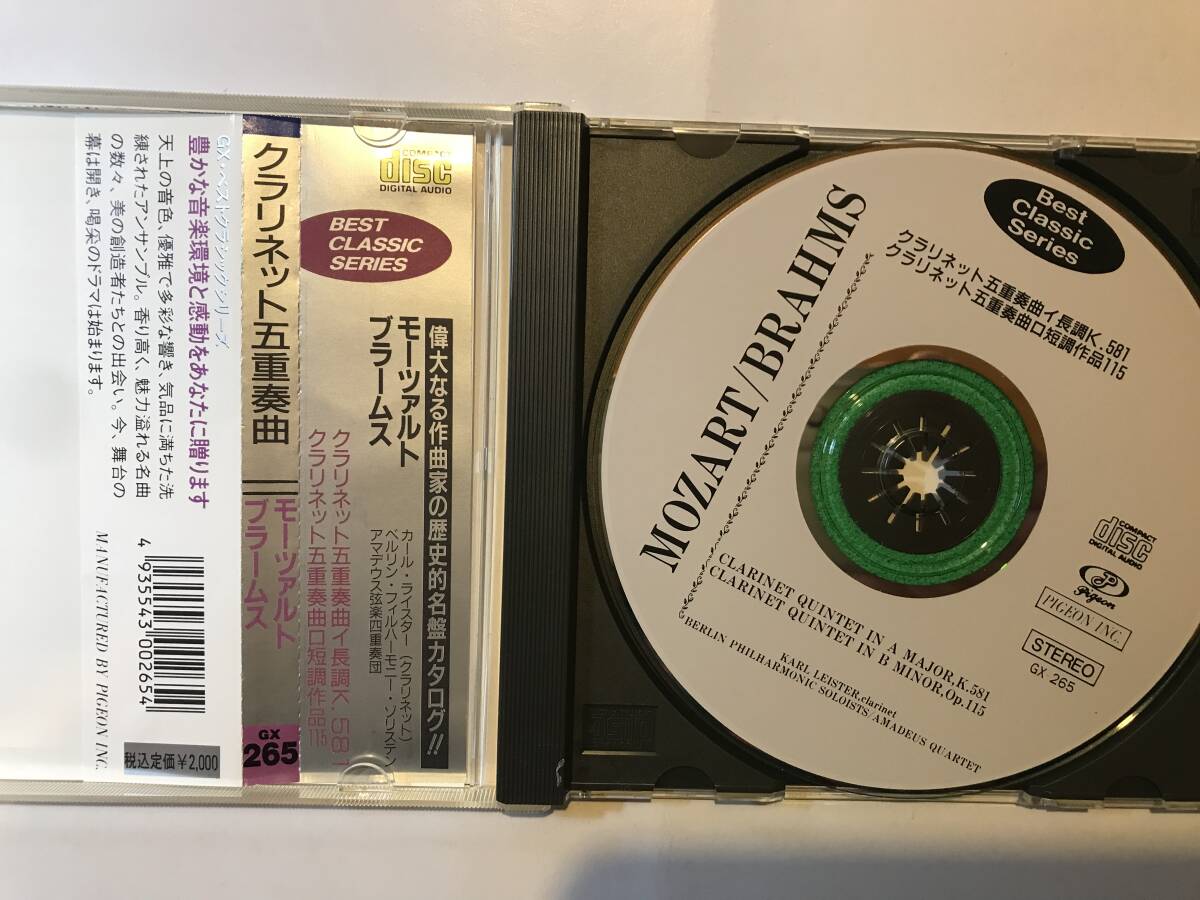 GX・ベストクラシックシリーズ
豊かな音楽環境と感動をあなたに贈ります
天上の音色、優雅で多彩な響き、気品に満ちた洗
練されたアンサンブル。香り高く、魅力溢れる名曲
の数々、美の創造者たちとの出会い。今、舞台の
幕は開き、喝采のドラマは始まります。
4 935543 002654
MANUFACTURED BY PIGEON INC.
税込定価¥2,000
クラリネット五重奏曲
モーツァルト
ブラームス
GX
265
COMPACT
disc
DIGITAL AUDIO
BEST
CLASSIC
SERIES
偉大なる作曲家の歴史的名盤カタログ!!
モーツァルト
ブラームス
カール・ライスター(クラリネット)
ベルリン・フィルハーモニー・ソリステン
アマデウス弦楽四重奏団
クラリネット五重奏曲イ長調K.581
クラリネット五重奏曲ロ短調作品115
Best
Classic
Series
クラリネット五重奏曲イ長調K.581
クラリネット五重奏曲ロ短調作品115
MOZART/BRAHMS
CLARINET QUINTET IN A MAJOR,K.581
CLARINET QUINTET IN B MINOR,Op.115
KARL LEISTER,clarinet
BERLIN PHILHARMONIC SOLOISTS/AMADEUS QUARTET
COMPACT
disc
DIGITAL AUDIO
Pigeon
PIGEON INC.
STEREO
GX 265